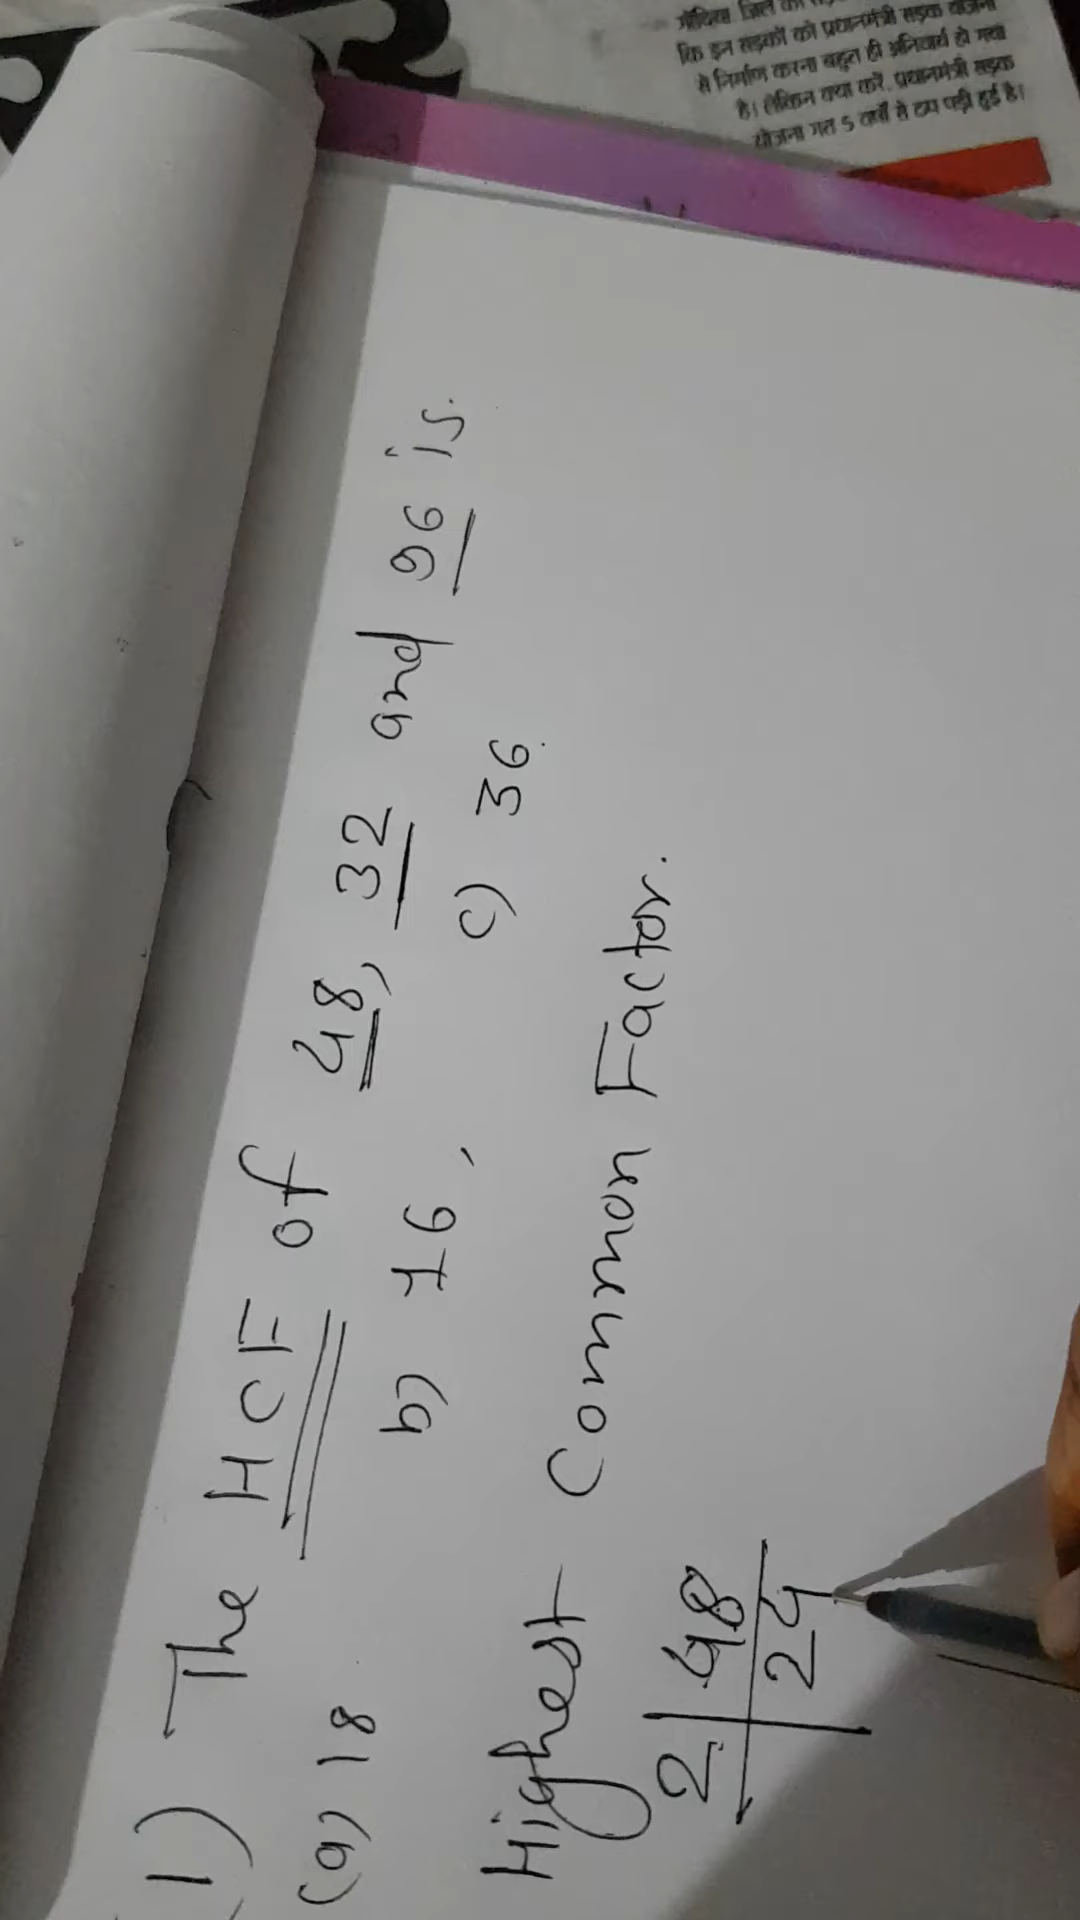 गोंदिया जिले की
कि इन सड़कों को प्रधानमंत्री सड़क योजना
से निर्माण करना बहुत ही अनिवार्य हो गया
है। लेकिन क्या करें, प्रधानमंत्री सड़क
योजना गत 5 वर्षों से ठप पड़ी हुई है।
1) The HCF of 48, 32 and 96 is.
(a) 18 b) 16, c) 36.
Highest Common Factor.
2 48
24